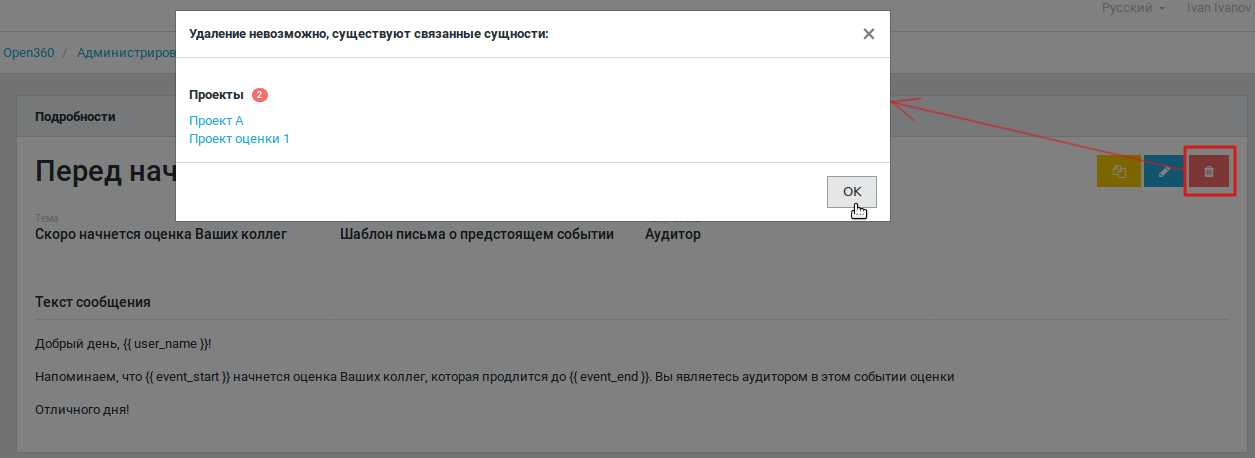 Русский Ivan Ivanov
Удаление невозможно, существуют связанные сущности:
Open360 / Администриров
Проекты 2
Проект А
Проект оценки 1
OK
Подробности
Перед нач
Тема
Скоро начнется оценка Ваших коллег Шаблон письма о предстоящем событии Аудитор
Текст сообщения
Добрый день, {{ user_name }}!
Напоминаем, что {{ event_start }} начнется оценка Ваших коллег, которая продлится до {{ event_end }}. Вы являетесь аудитором в этом событии оценки
Отличного дня!